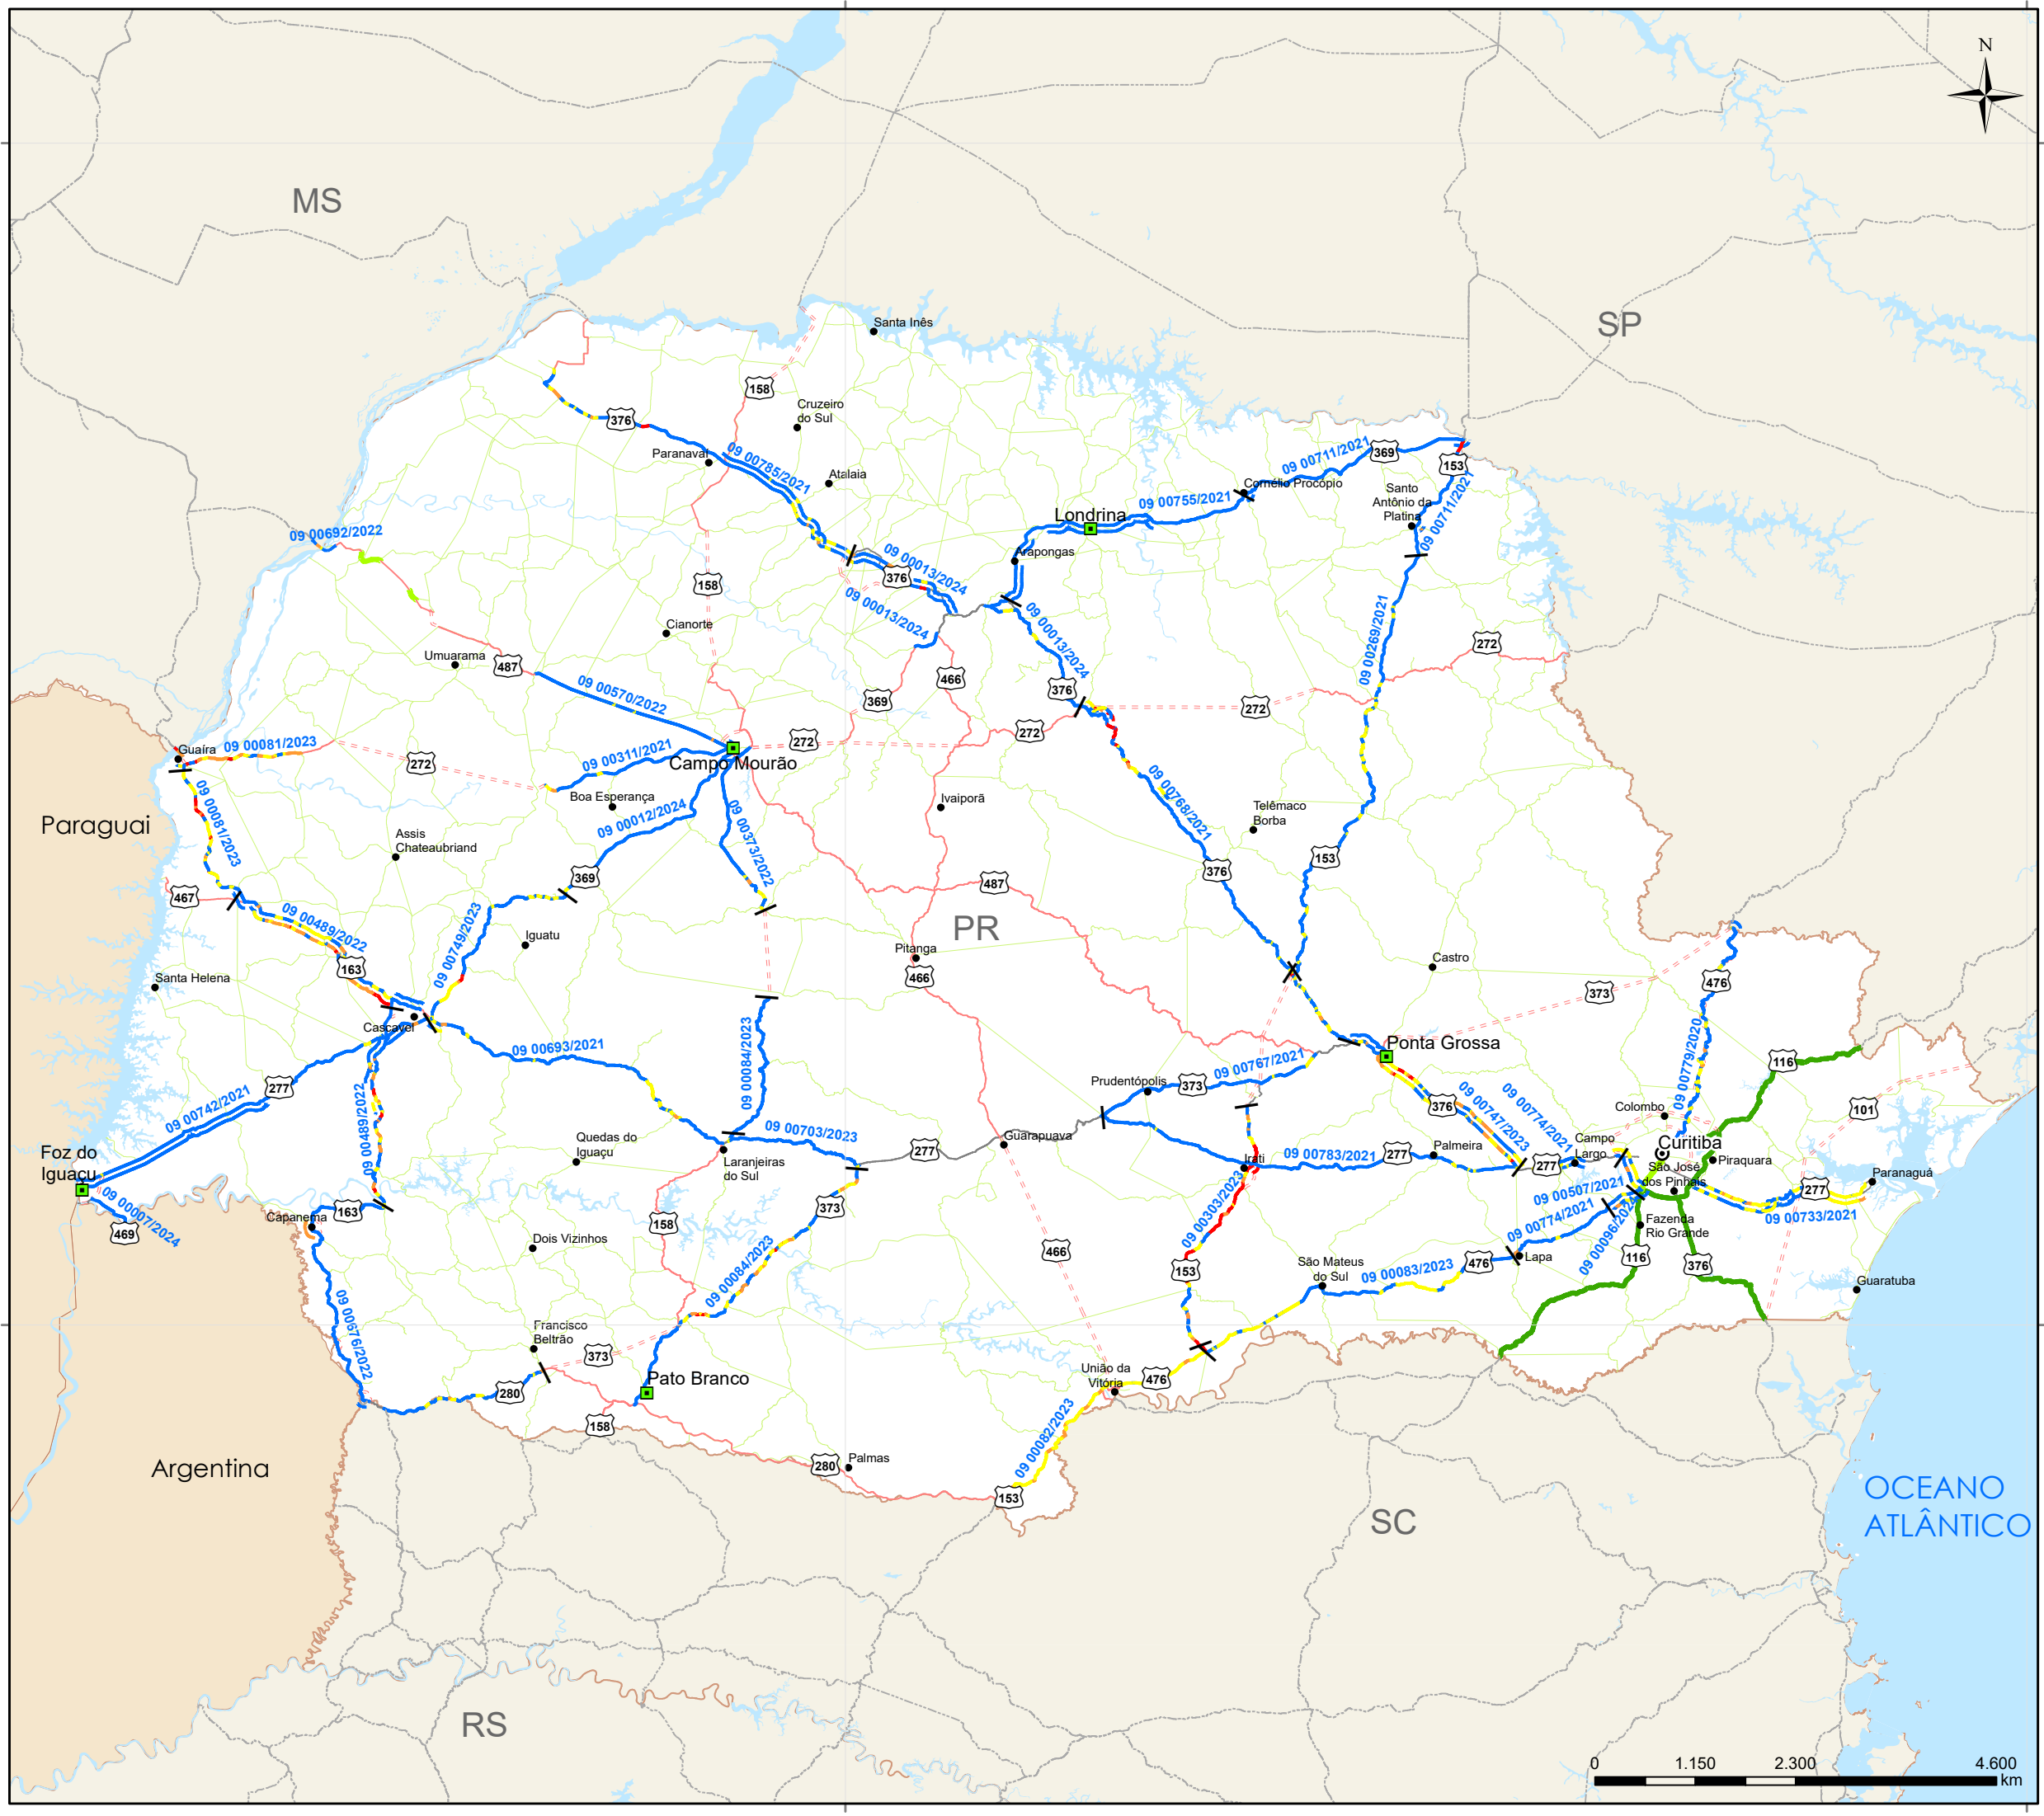 N
MS
SP
Santa Inês
158
Cruzeiro
do Sul
376
Paranavaí
09 00785/2021
Atalaia
09 00711/2021
369
153
Cornélio Procópio
Santo
Antônio da
Platina
09 00711/2021
09 00755/2021
Londrina
09 00692/2022
Arapongas
09 00013/2024
376
158
09 00013/2024
09 00013/2024
09 00269/2021
Cianorte
Umuarama
487
272
466
376
369
09 00570/2022
272
272
272
Guaíra
09 00081/2023
272
09 00311/2021
Campo Mourão
Boa Esperança
09 00012/2024
09 00373/2022
Ivaiporã
09 00768/2021
Telêmaco
Borba
Paraguai
09 00081/2023
Assis
Chateaubriand
153
376
369
467
487
09 00489/2022
09 00749/2023
Iguatu
PR
Pitanga
466
Castro
163
Santa Helena
373
476
Cascavel
09 00693/2021
09 00084/2023
Ponta Grossa
09 00779/2020
116
277
09 00742/2021
09 00489/2022
Prudentópolis
373
09 00767/2021
376
09 00747/2023
09 00774/2021
Colombo
101
Foz do
Iguaçu
Quedas do
Iguaçu
09 00703/2023
Laranjeiras
do Sul
277
Guarapuava
Irati
09 00783/2021
277
Palmeira
277
Campo
Largo
Curitiba
São José
dos Pinhais
Piraquara
Paranaguá
277
09 00733/2021
09 00007/2024
469
Capanema
163
373
158
09 00507/2021
09 00774/2021
09 00096/2024
Fazenda
Rio Grande
Dois Vizinhos
09 00084/2023
466
09 00303/2023
153
São Mateus
do Sul
09 00083/2023
476
Lapa
116
376
Guaratuba
09 00676/2022
Francisco
Beltrão
373
280
Pato Branco
158
União da
Vitória
476
09 00082/2023
280
Palmas
153
Argentina
SC
OCEANO
ATLÂNTICO
RS
0 1.150 2.300 4.600
km